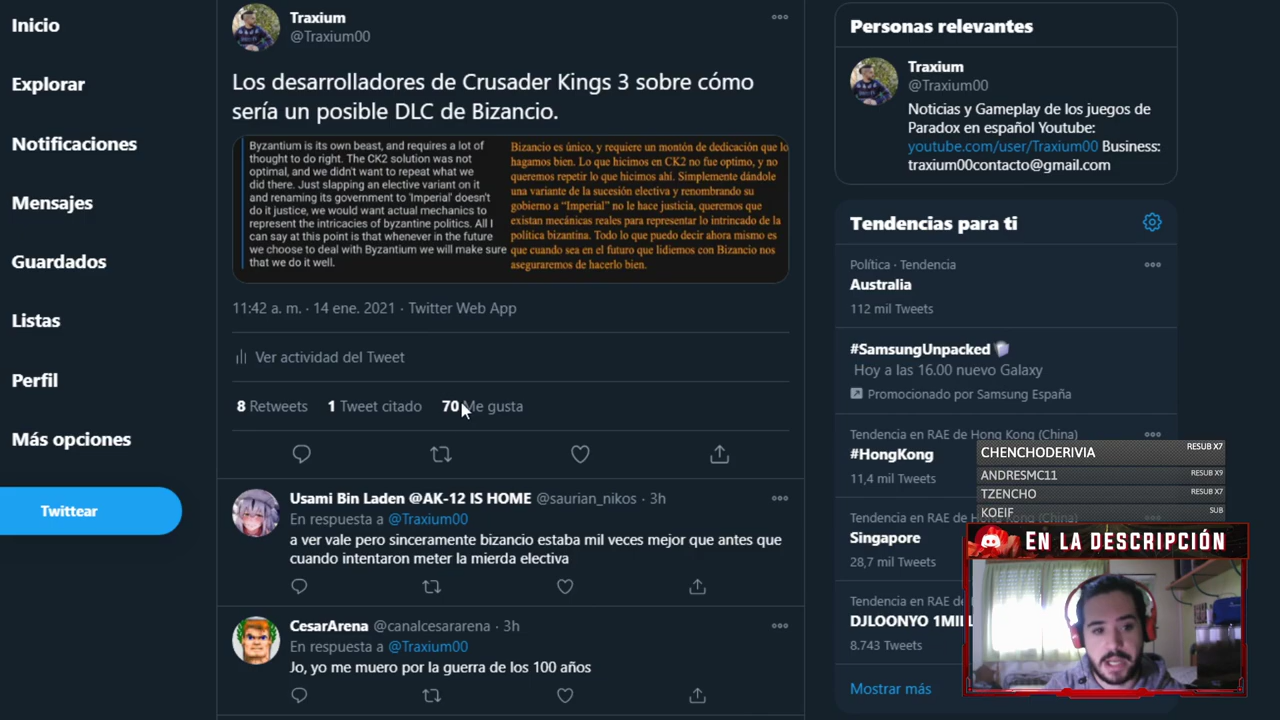 Inicio
Explorar
Notificaciones
Mensajes
Guardados
Listas
Perfil
Más opciones
Twittear
Traxium
@Traxium00
Los desarrolladores de Crusader Kings 3 sobre cómo
sería un posible DLC de Bizancio.
Byzantium is its own beast, and requires a lot of
thought to do right. The CK2 solution was not
optimal, and we didn't want to repeat what we
did there. Just slapping an elective variant on it
and renaming its government to 'Imperial' doesn't
do it justice, we would want actual mechanics to
represent the intricacies of byzantine politics. All I
can say at this point is that whenever in the future
we choose to deal with Byzantium we will make sure
that we do it well.
Bizancio es único, y requiere un montón de dedicación que lo
hagamos bien. Lo que hicimos en CK2 no fue optimo, y no
queremos repetir lo que hicimos ahí. Simplemente dándole
una variante de la sucesión electiva y renombrando su
gobierno a "Imperial" no le hace justicia, queremos que
existan mecánicas reales para representar lo intrincado de la
política bizantina. Todo lo que puedo decir ahora mismo es
que cuando sea en el futuro que lidiemos con Bizancio nos
aseguraremos de hacerlo bien.
11:42 a. m. · 14 ene. 2021 · Twitter Web App
Ver actividad del Tweet
8 Retweets 1 Tweet citado 70 Me gusta
Usami Bin Laden @AK-12 IS HOME @saurian_nikos · 3h
En respuesta a @Traxium00
a ver vale pero sinceramente bizancio estaba mil veces mejor que antes que
cuando intentaron meter la mierda electiva
CesarArena @canalcesararena · 3h
En respuesta a @Traxium00
Jo, yo me muero por la guerra de los 100 años
Personas relevantes
Traxium
@Traxium00
Noticias y Gameplay de los juegos de
Paradox en español Youtube:
youtube.com/user/Traxium00 Business:
traxium00contacto@gmail.com
Tendencias para ti
Política · Tendencia
Australia
112 mil Tweets
#SamsungUnpacked
Hoy a las 16.00 nuevo Galaxy
Promocionado por Samsung España
Tendencia en RAE de Hong Kong (China)
#HongKong
11,4 mil Tweets
Tendencia en RAE de Hong Kong (China)
Singapore
28,7 mil Tweets
Tendencia en RAE de
DJLOONYO 1MILL
8.743 Tweets
Mostrar más
CHENCHODERIVIA RESUB X7
ANDRESMC11 RESUB X9
TZENCHO RESUB X7
KOEIF SUB
EN LA DESCRIPCIÓN